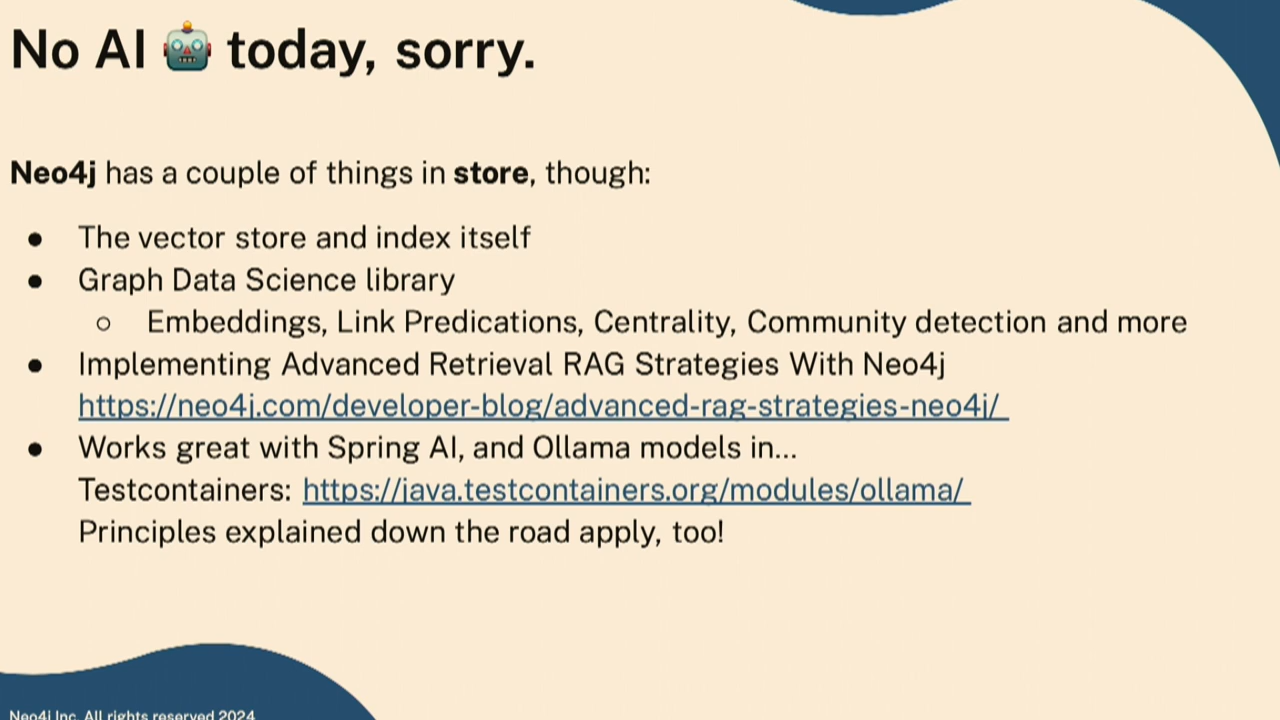 No AI 🤖 today, sorry.
Neo4j has a couple of things in store, though:
● The vector store and index itself
● Graph Data Science library
○ Embeddings, Link Predications, Centrality, Community detection and more
● Implementing Advanced Retrieval RAG Strategies With Neo4j
https://neo4j.com/developer-blog/advanced-rag-strategies-neo4j/
● Works great with Spring AI, and Ollama models in...
Testcontainers: https://java.testcontainers.org/modules/ollama/
Principles explained down the road apply, too!
Neo4j Inc. All rights reserved 2024